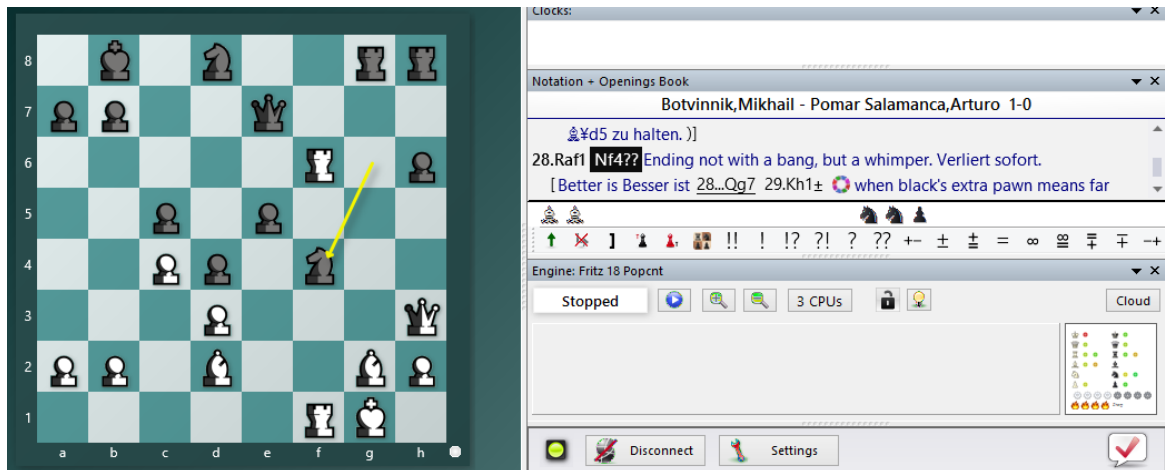 Clocks:
Notation + Openings Book
Botvinnik,Mikhail - Pomar Salamanca,Arturo 1-0
♗¥d5 zu halten. )]
28.Raf1 Nf4?? Ending not with a bang, but a whimper. Verliert sofort.
[Better is Besser ist 28...Qg7 29.Kh1± when black's extra pawn means far
!! ! !? ?! ? ?? +- ± ⩲ = ∞ ⩱ ∓ -+
Engine: Fritz 18 Popcnt
Stopped
3 CPUs
Cloud
Disconnect
Settings
8
7
6
5
4
3
2
1
a b c d e f g h